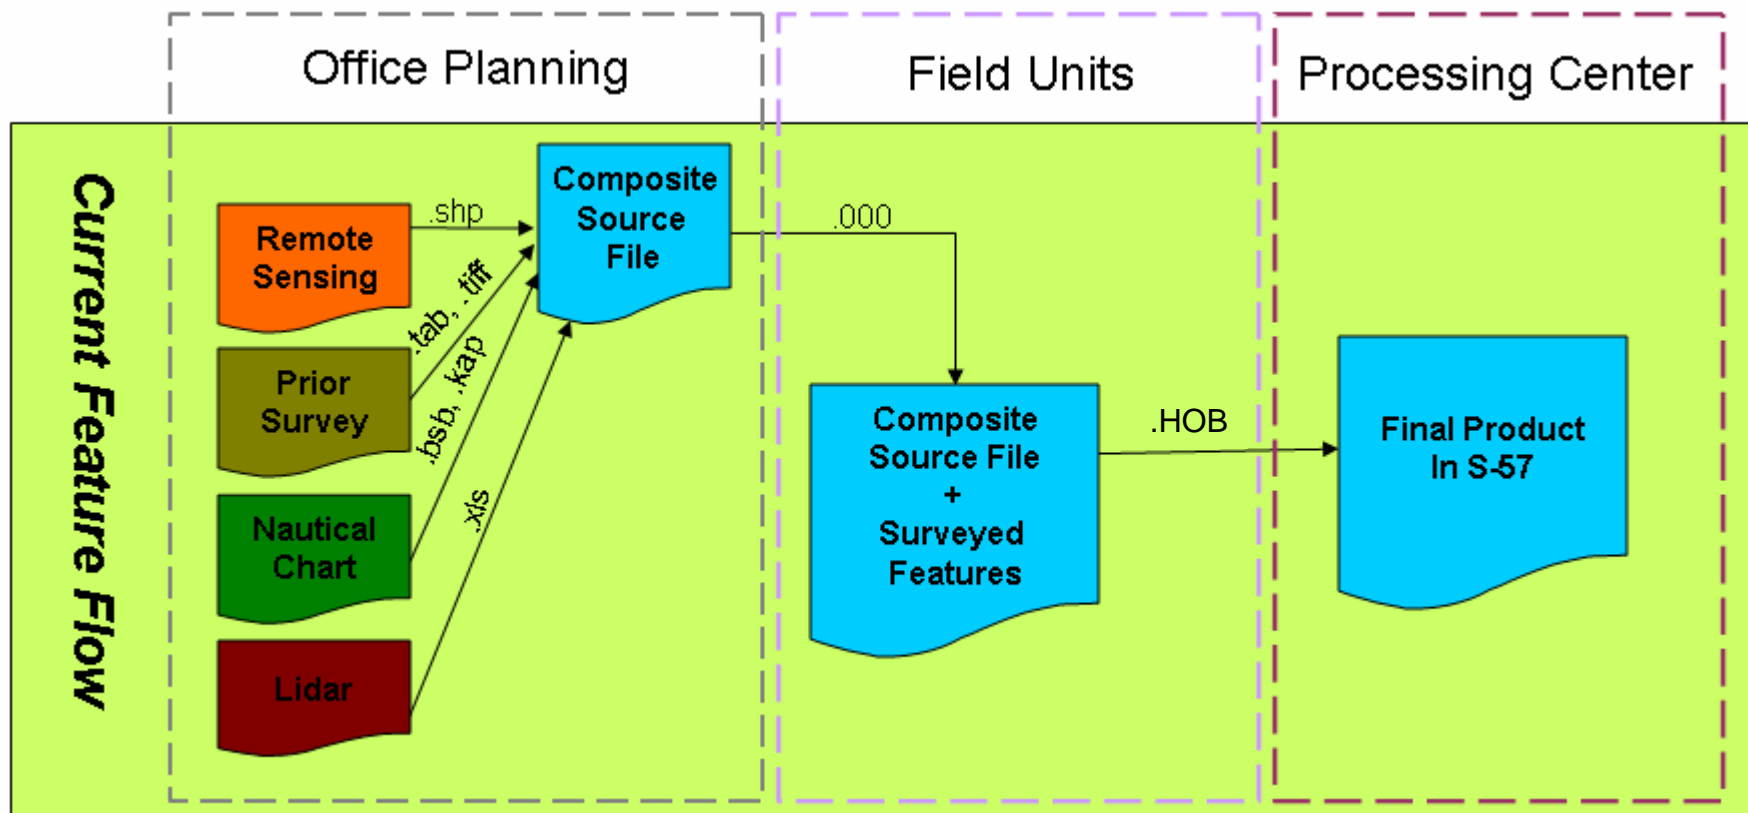 Office Planning
Field Units
Processing Center
Current Feature Flow
Remote
Sensing
.shp
Composite
Source
File
.000
Prior
Survey
.tab, .tiff
Nautical
Chart
.bsb, .kap
Lidar
.xls
Composite
Source File
+
Surveyed
Features
.HOB
Final Product
In S-57